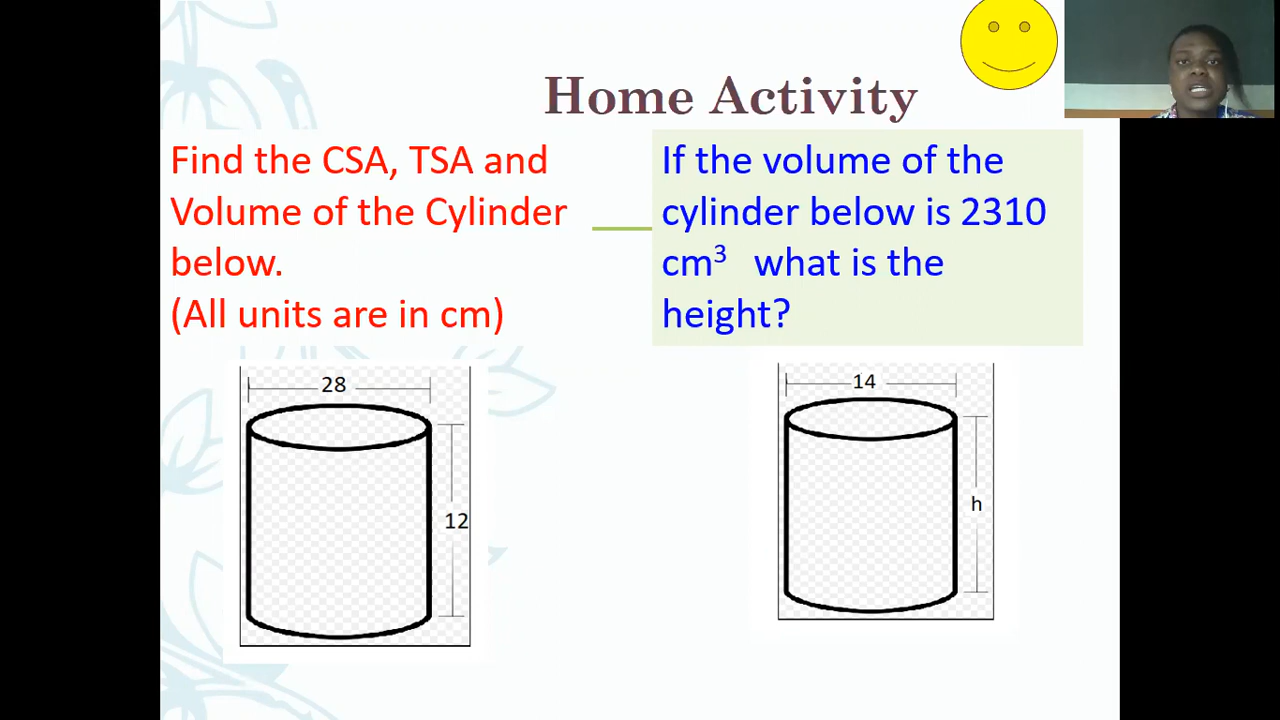 Home Activity
Find the CSA, TSA and
Volume of the Cylinder
below.
(All units are in cm)
28
12
If the volume of the
cylinder below is 2310
cm³ what is the
height?
14
h